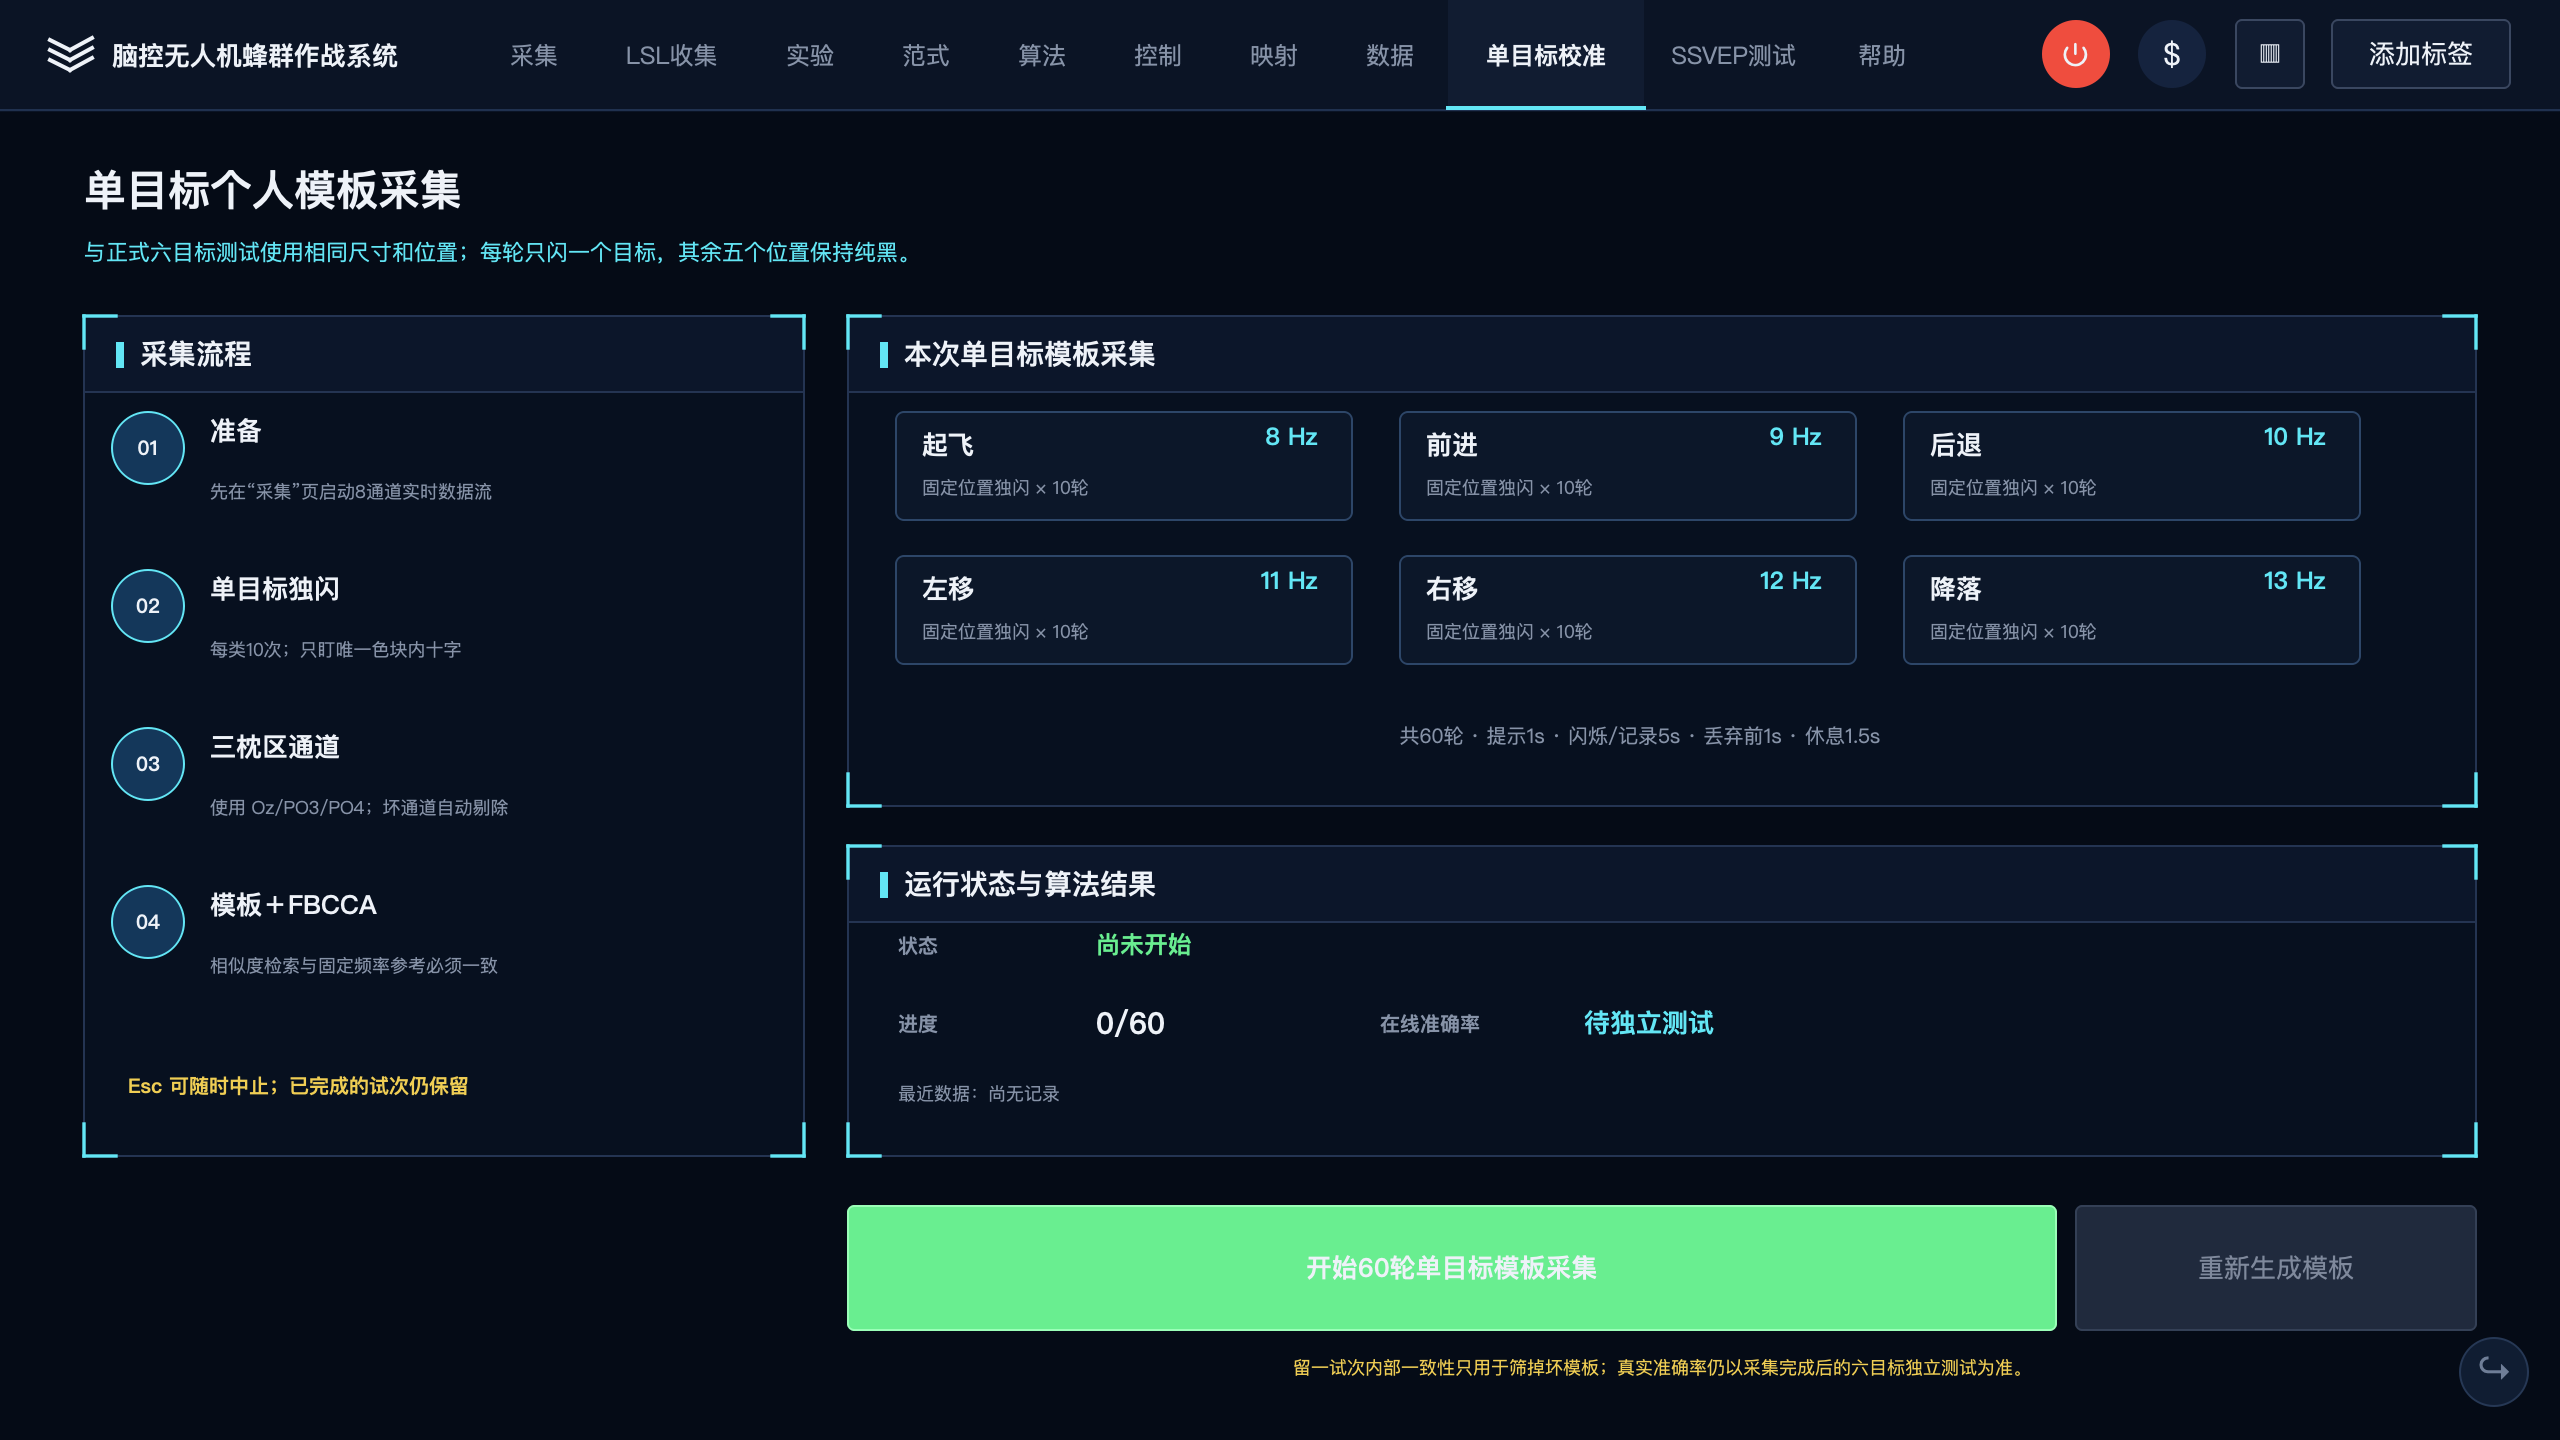 脑控无人机蜂群作战系统
采集 LSL收集 实验 范式 算法 控制 映射 数据 单目标校准 SSVEP测试 帮助 $ 添加标签
单目标个人模板采集
与正式六目标测试使用相同尺寸和位置；每轮只闪一个目标，其余五个位置保持纯黑。
采集流程
01 准备
先在“采集”页启动8通道实时数据流
02 单目标独闪
每类10次；只盯唯一色块内十字
03 三枕区通道
使用 Oz/PO3/PO4；坏通道自动剔除
04 模板＋FBCCA
相似度检索与固定频率参考必须一致
Esc 可随时中止；已完成的试次仍保留
本次单目标模板采集
起飞 8 Hz
固定位置独闪 × 10轮
前进 9 Hz
固定位置独闪 × 10轮
后退 10 Hz
固定位置独闪 × 10轮
左移 11 Hz
固定位置独闪 × 10轮
右移 12 Hz
固定位置独闪 × 10轮
降落 13 Hz
固定位置独闪 × 10轮
共60轮 · 提示1s · 闪烁/记录5s · 丢弃前1s · 休息1.5s
运行状态与算法结果
状态 尚未开始
进度 0/60 在线准确率 待独立测试
最近数据：尚无记录
开始60轮单目标模板采集
重新生成模板
留一试次内部一致性只用于筛掉坏模板；真实准确率仍以采集完成后的六目标独立测试为准。